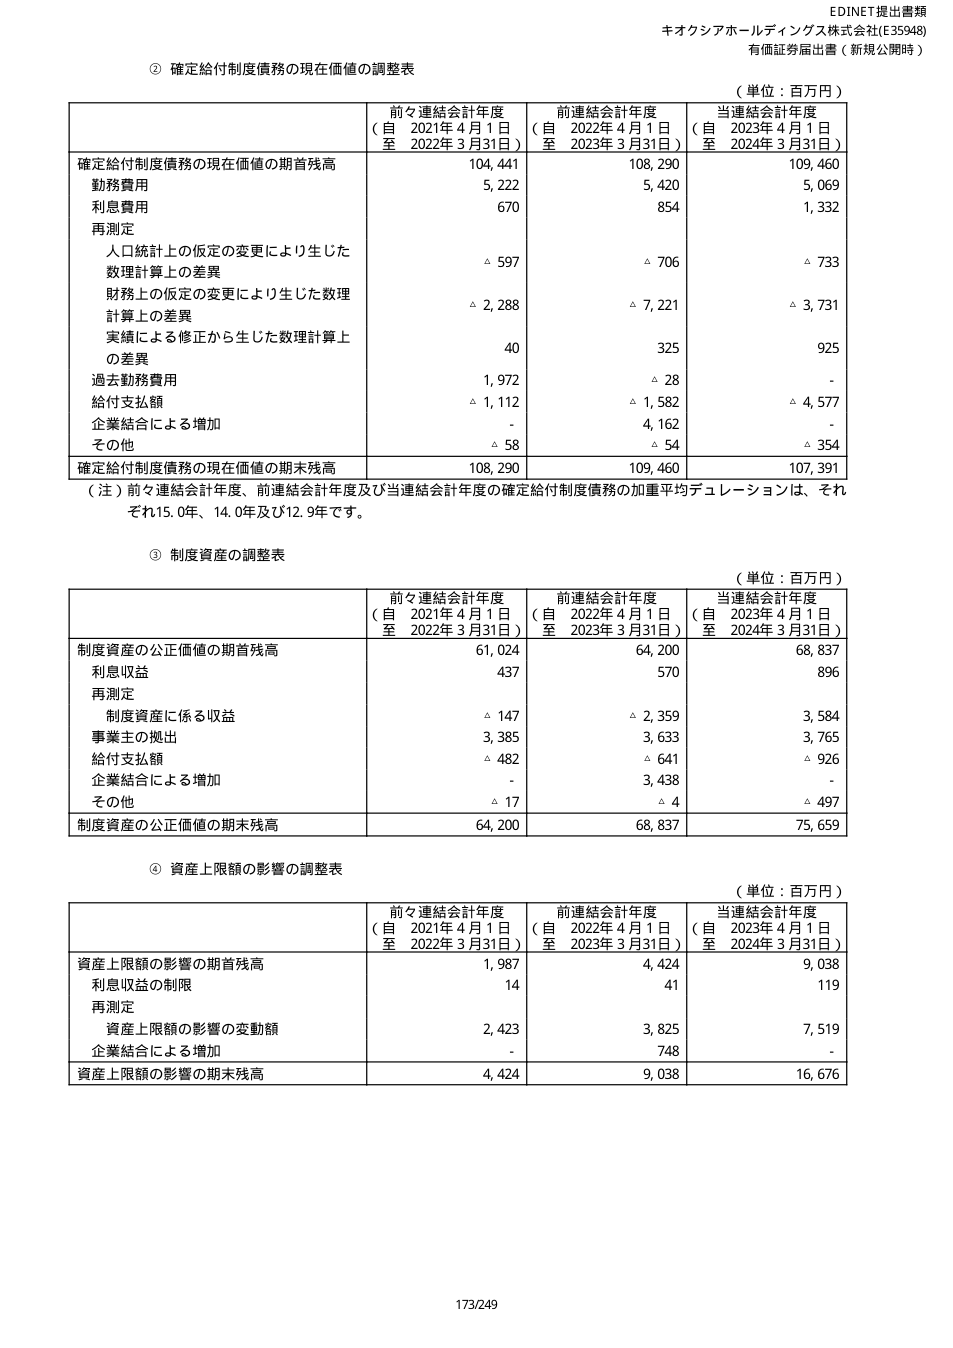 EDINET提出書類
キオクシアホールディングス株式会社(E35948)
有価証券届出書(新規公開時)
② 確定給付制度債務の現在価値の調整表
(単位:百万円)
前々連結会計年度 前連結会計年度 当連結会計年度
(自 2021年4月1日 (自 2022年4月1日 (自 2023年4月1日
至 2022年3月31日) 至 2023年3月31日) 至 2024年3月31日)
確定給付制度債務の現在価値の期首残高 104,441 108,290 109,460
勤務費用 5,222 5,420 5,069
利息費用 670 854 1,332
再測定
人口統計上の仮定の変更により生じた
数理計算上の差異 △ 597 △ 706 △ 733
財務上の仮定の変更により生じた数理
計算上の差異 △ 2,288 △ 7,221 △ 3,731
実績による修正から生じた数理計算上
の差異 40 325 925
過去勤務費用 1,972 △ 28 -
給付支払額 △ 1,112 △ 1,582 △ 4,577
企業結合による増加 - 4,162 -
その他 △ 58 △ 54 △ 354
確定給付制度債務の現在価値の期末残高 108,290 109,460 107,391
(注)前々連結会計年度、前連結会計年度及び当連結会計年度の確定給付制度債務の加重平均デュレーションは、それ
ぞれ15.0年、14.0年及び12.9年です。
③ 制度資産の調整表
(単位:百万円)
前々連結会計年度 前連結会計年度 当連結会計年度
(自 2021年4月1日 (自 2022年4月1日 (自 2023年4月1日
至 2022年3月31日) 至 2023年3月31日) 至 2024年3月31日)
制度資産の公正価値の期首残高 61,024 64,200 68,837
利息収益 437 570 896
再測定
制度資産に係る収益 △ 147 △ 2,359 3,584
事業主の拠出 3,385 3,633 3,765
給付支払額 △ 482 △ 641 △ 926
企業結合による増加 - 3,438 -
その他 △ 17 △ 4 △ 497
制度資産の公正価値の期末残高 64,200 68,837 75,659
④ 資産上限額の影響の調整表
(単位:百万円)
前々連結会計年度 前連結会計年度 当連結会計年度
(自 2021年4月1日 (自 2022年4月1日 (自 2023年4月1日
至 2022年3月31日) 至 2023年3月31日) 至 2024年3月31日)
資産上限額の影響の期首残高 1,987 4,424 9,038
利息収益の制限 14 41 119
再測定
資産上限額の影響の変動額 2,423 3,825 7,519
企業結合による増加 - 748 -
資産上限額の影響の期末残高 4,424 9,038 16,676
173/249